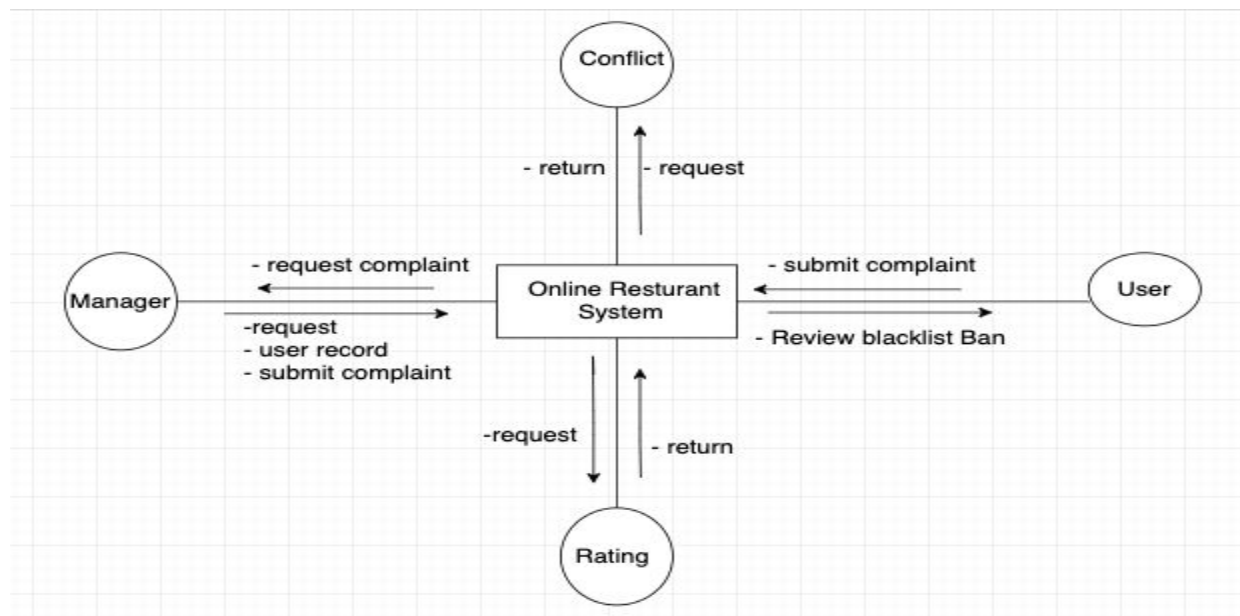 Conflict
- return
- request
- request complaint
- submit complaint
Manager
Online Resturant
System
User
-request
- user record
- submit complaint
- Review blacklist Ban
-request
- return
Rating